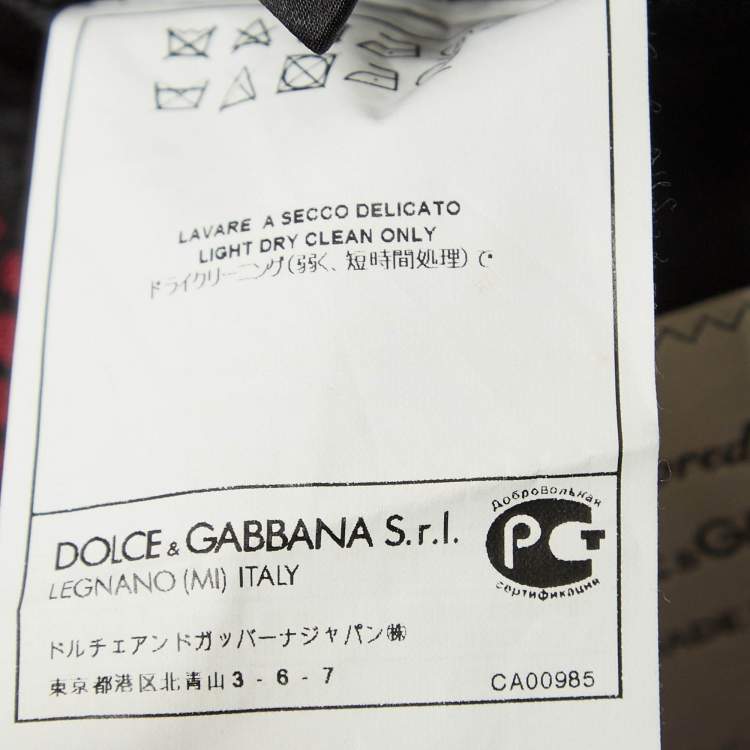 LAVARE A SECCO DELICATO
LIGHT DRY CLEAN ONLY
ドライクリーニング(弱く、短時間処理)で
DOLCE & GABBANA S.r.l.
LEGNANO (MI) ITALY
Добровольная
РСТ
сертификация
ドルチェアンドガッバーナジャパン㈱
東京都港区北青山3-6-7
CA00985